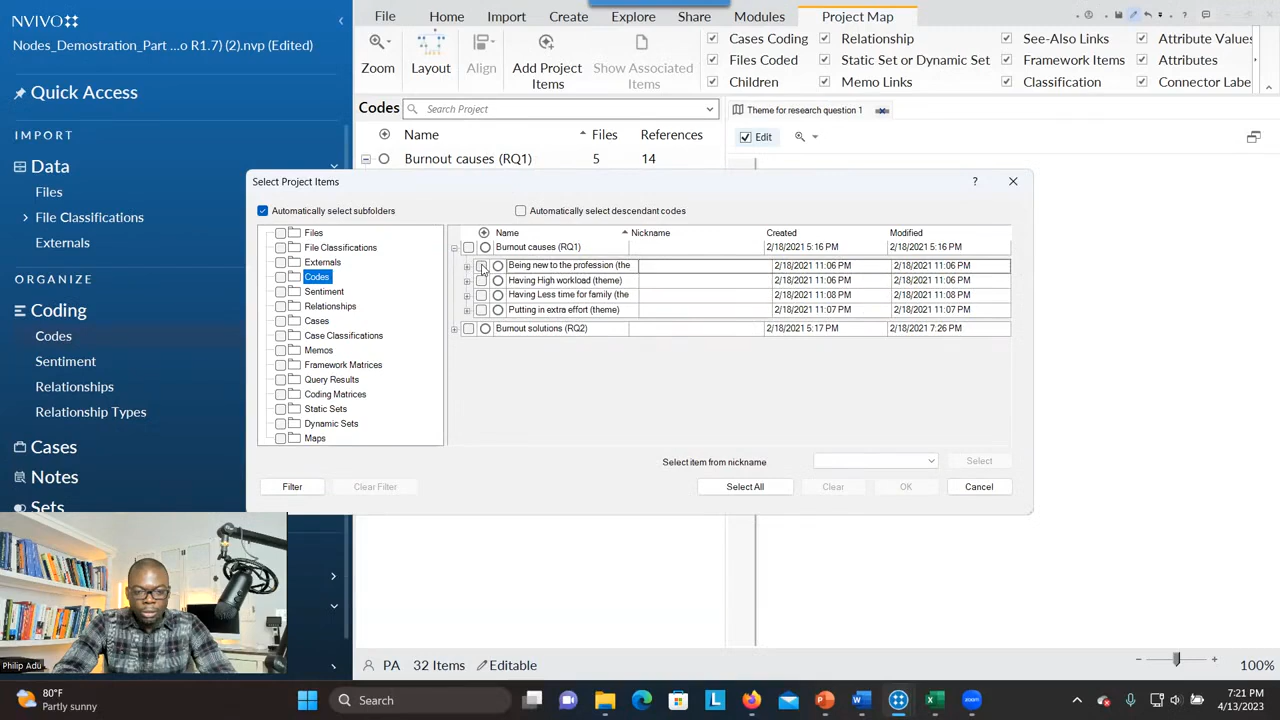 NVIVO
Nodes_Demostration_Part ...o R1.7) (2).nvp (Edited)
Quick Access
IMPORT
Data
Files
File Classifications
Externals
ORGANIZE
Coding
Codes
Sentiment
Relationships
Relationship Types
Cases
Notes
Sets
File Home Import Create Explore Share Modules Project Map
Zoom
Layout
Align
Add Project
Items
Show Associated
Items
Cases Coding
Files Coded
Children
Relationship
Static Set or Dynamic Set
Memo Links
See-Also Links
Framework Items
Classification
Attribute Values
Attributes
Connector Labe
Codes
Search Project
Theme for research question 1
Name Files References
Edit
Burnout causes (RQ1) 5 14
Select Project Items
?
Automatically select subfolders
Automatically select descendant codes
Files
File Classifications
Externals
Codes
Sentiment
Relationships
Cases
Case Classifications
Memos
Framework Matrices
Query Results
Coding Matrices
Static Sets
Dynamic Sets
Maps
Name Nickname Created Modified
Burnout causes (RQ1) 2/18/2021 5:16 PM 2/18/2021 5:16 PM
Being new to the profession (the 2/18/2021 11:06 PM 2/18/2021 11:06 PM
Having High workload (theme) 2/18/2021 11:06 PM 2/18/2021 11:06 PM
Having Less time for family (the 2/18/2021 11:08 PM 2/18/2021 11:08 PM
Putting in extra effort (theme) 2/18/2021 11:07 PM 2/18/2021 11:07 PM
Burnout solutions (RQ2) 2/18/2021 5:17 PM 2/18/2021 7:26 PM
Select item from nickname
Select
Filter
Clear Filter
Select All
Clear
OK
Cancel
Philip Adu
PA 32 Items Editable
100%
80°F
Partly sunny
Search
7:21 PM
4/13/2023